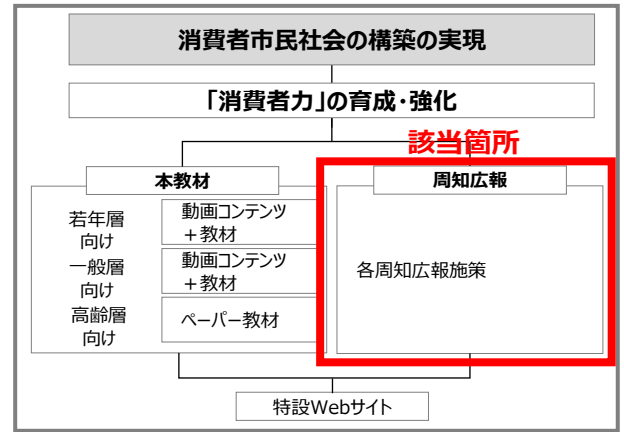 消費者市民社会の構築の実現
「消費者力」の育成・強化
該当箇所
本教材
周知広報
若年層
向け
動画コンテンツ
＋教材
一般層
向け
動画コンテンツ
＋教材
高齢層
向け
ペーパー教材
各周知広報施策
特設Webサイト